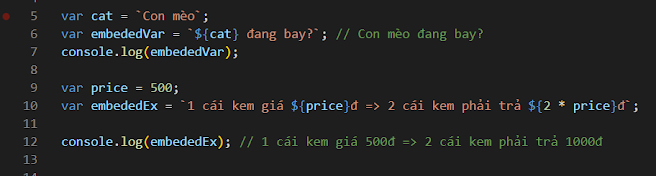 5 var cat = `Con mèo`;
6 var embededVar = `${cat} đang bay?`; // Con mèo đang bay?
7 console.log(embededVar);
8
9 var price = 500;
10 var embededEx = `1 cái kem giá ${price}đ => 2 cái kem phải trả ${2 * price}đ`;
11
12 console.log(embededEx); // 1 cái kem giá 500đ => 2 cái kem phải trả 1000đ
13